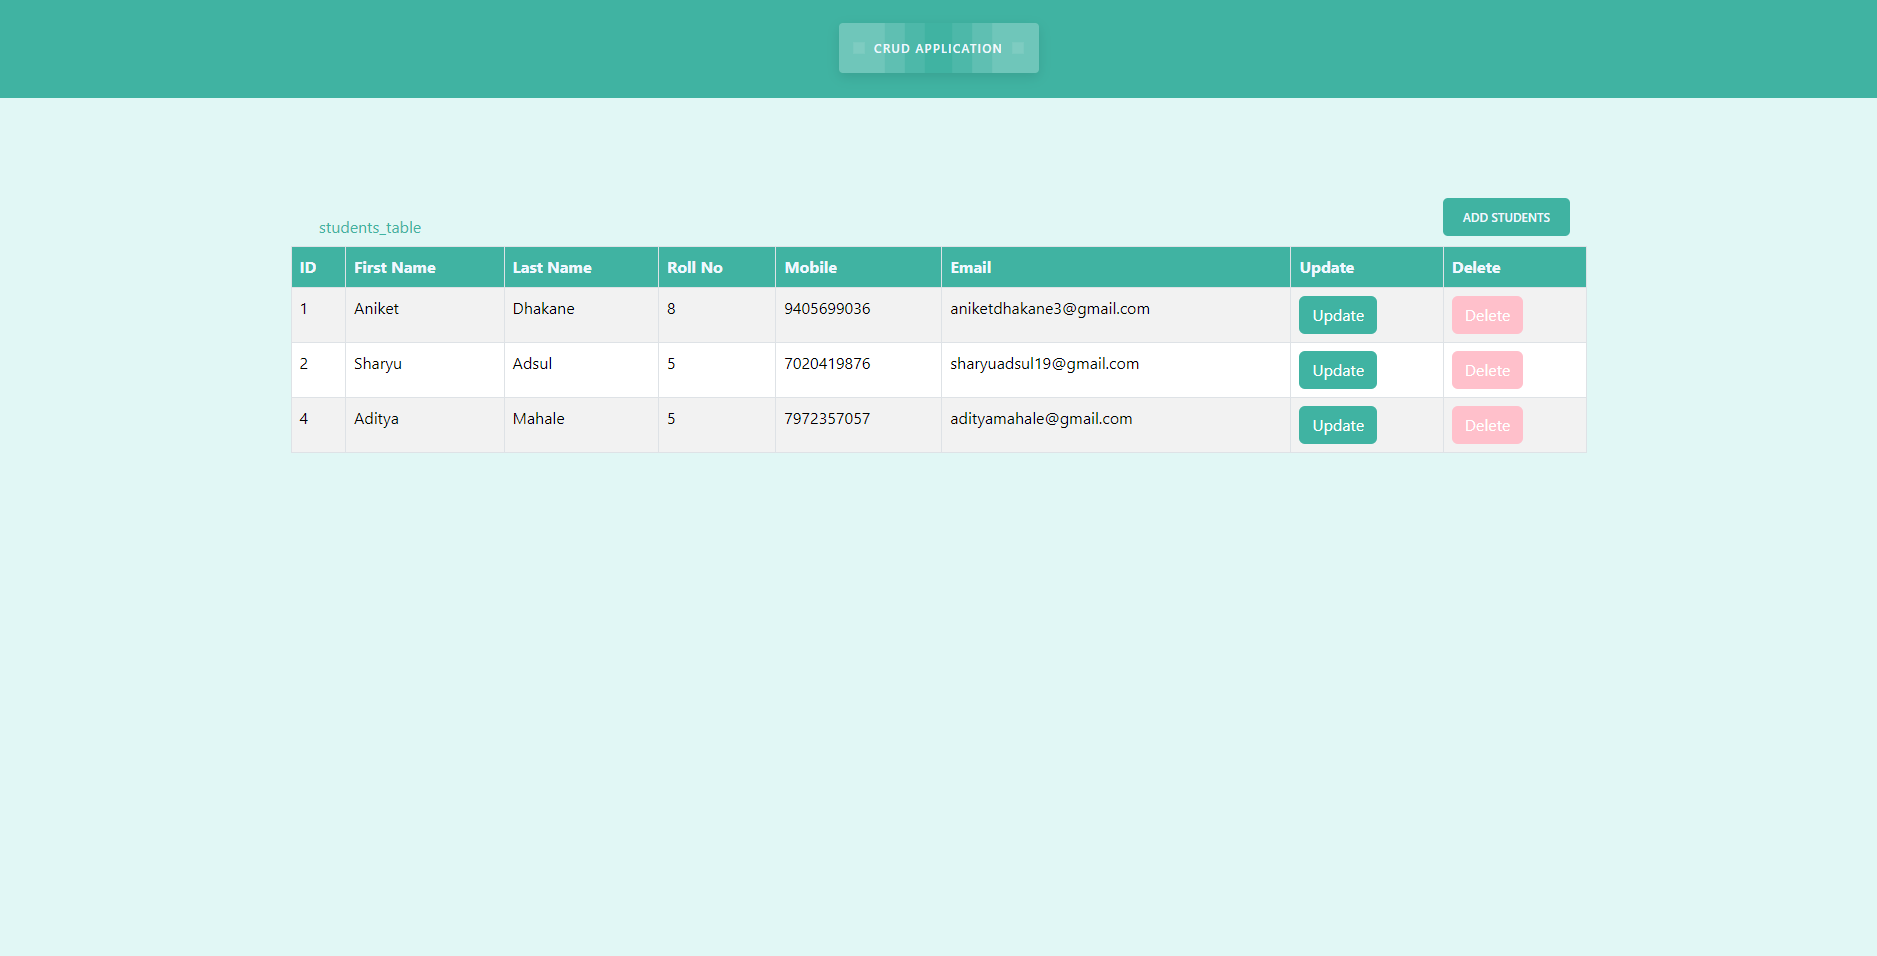 CRUD APPLICATION
ADD STUDENTS
students_table
ID First Name Last Name Roll No Mobile Email Update Delete
1 Aniket Dhakane 8 9405699036 aniketdhakane3@gmail.com Update Delete
2 Sharyu Adsul 5 7020419876 sharyuadsul19@gmail.com Update Delete
4 Aditya Mahale 5 7972357057 adityamahale@gmail.com Update Delete